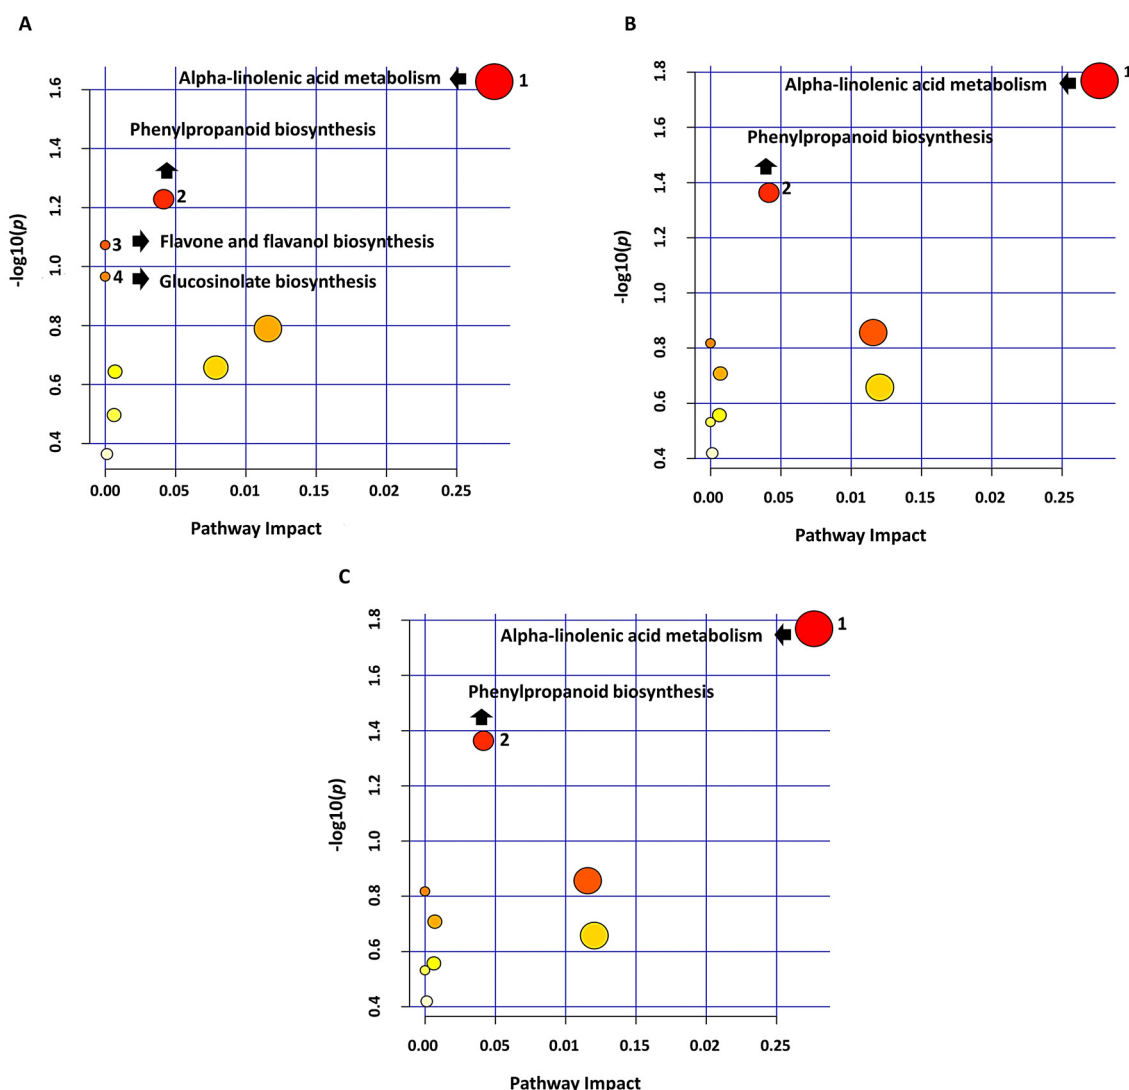 A
Alpha-linolenic acid metabolism
1
Phenylpropanoid biosynthesis
2
3
Flavone and flavanol biosynthesis
4
Glucosinolate biosynthesis
-log10(p)
1.6
1.4
1.2
1.0
0.8
0.6
0.4
0.00 0.05 0.01 0.15 0.02 0.25
Pathway Impact
B
Alpha-linolenic acid metabolism
1
Phenylpropanoid biosynthesis
2
-log10(p)
1.8
1.6
1.4
1.2
1.0
0.8
0.6
0.4
0.00 0.05 0.01 0.15 0.02 0.25
Pathway Impact
C
Alpha-linolenic acid metabolism
1
Phenylpropanoid biosynthesis
2
-log10(p)
1.8
1.6
1.4
1.2
1.0
0.8
0.6
0.4
0.00 0.05 0.01 0.15 0.02 0.25
Pathway Impact